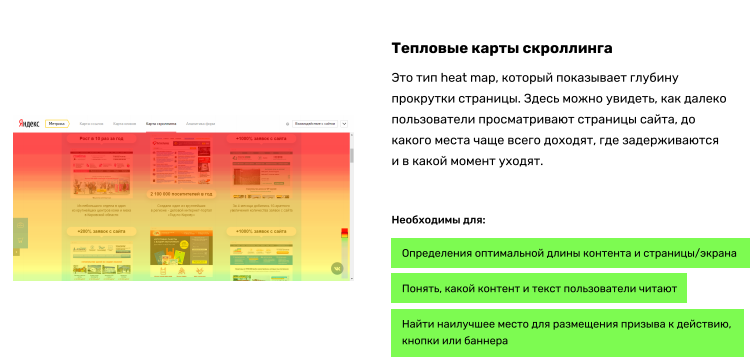 Тепловые карты скроллинга
Это тип heat map, который показывает глубину
прокрутки страницы. Здесь можно увидеть, как далеко
пользователи просматривают страницы сайта, до
какого места чаще всего доходят, где задерживаются
и в какой момент уходят.
Яндекс Метрика Карта скроллинга
Рост в 10 раз за год +1000% заявок с сайта
2 100 000 посетителей в год
+200% заявок с сайта +1000% заявок с сайта
Необходимы для:
Определения оптимальной длины контента и страницы/экрана
Понять, какой контент и текст пользователи читают
Найти наилучшее место для размещения призыва к действию,
кнопки или баннера